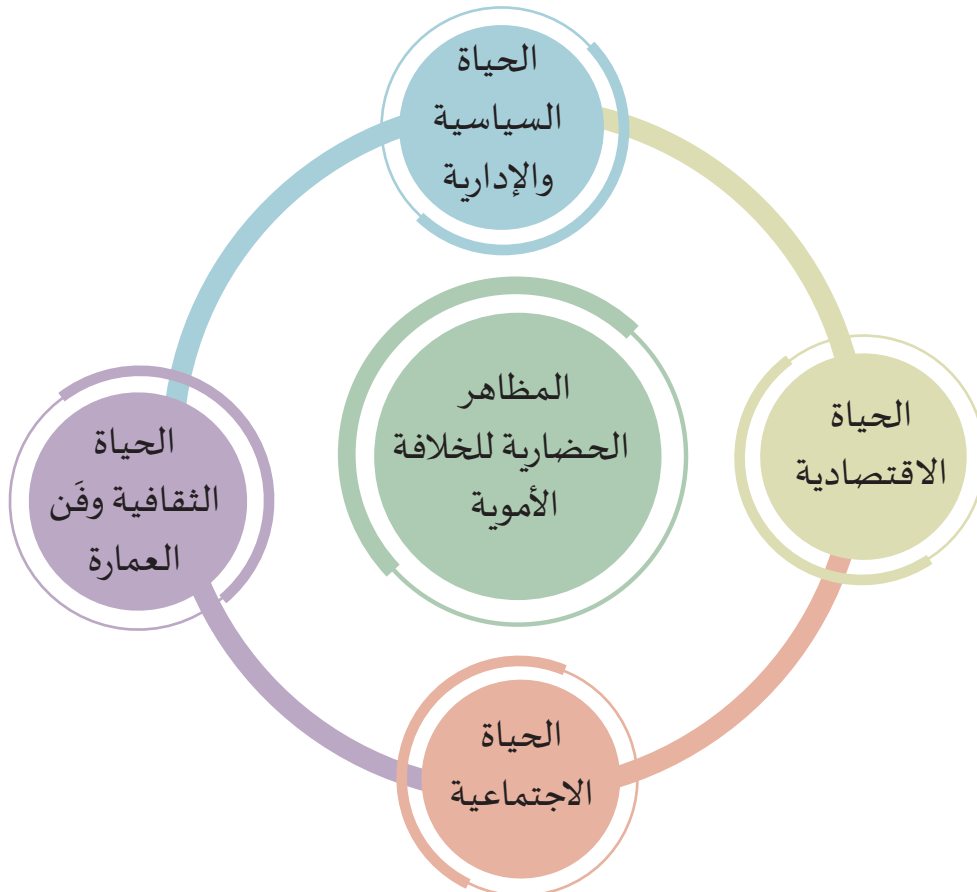 الحياة
السياسية
والإدارية
المظاهر
الحضارية للخلافة
الأموية
الحياة
الاقتصادية
الحياة
الثقافية وفَن
العمارة
الحياة
الاجتماعية